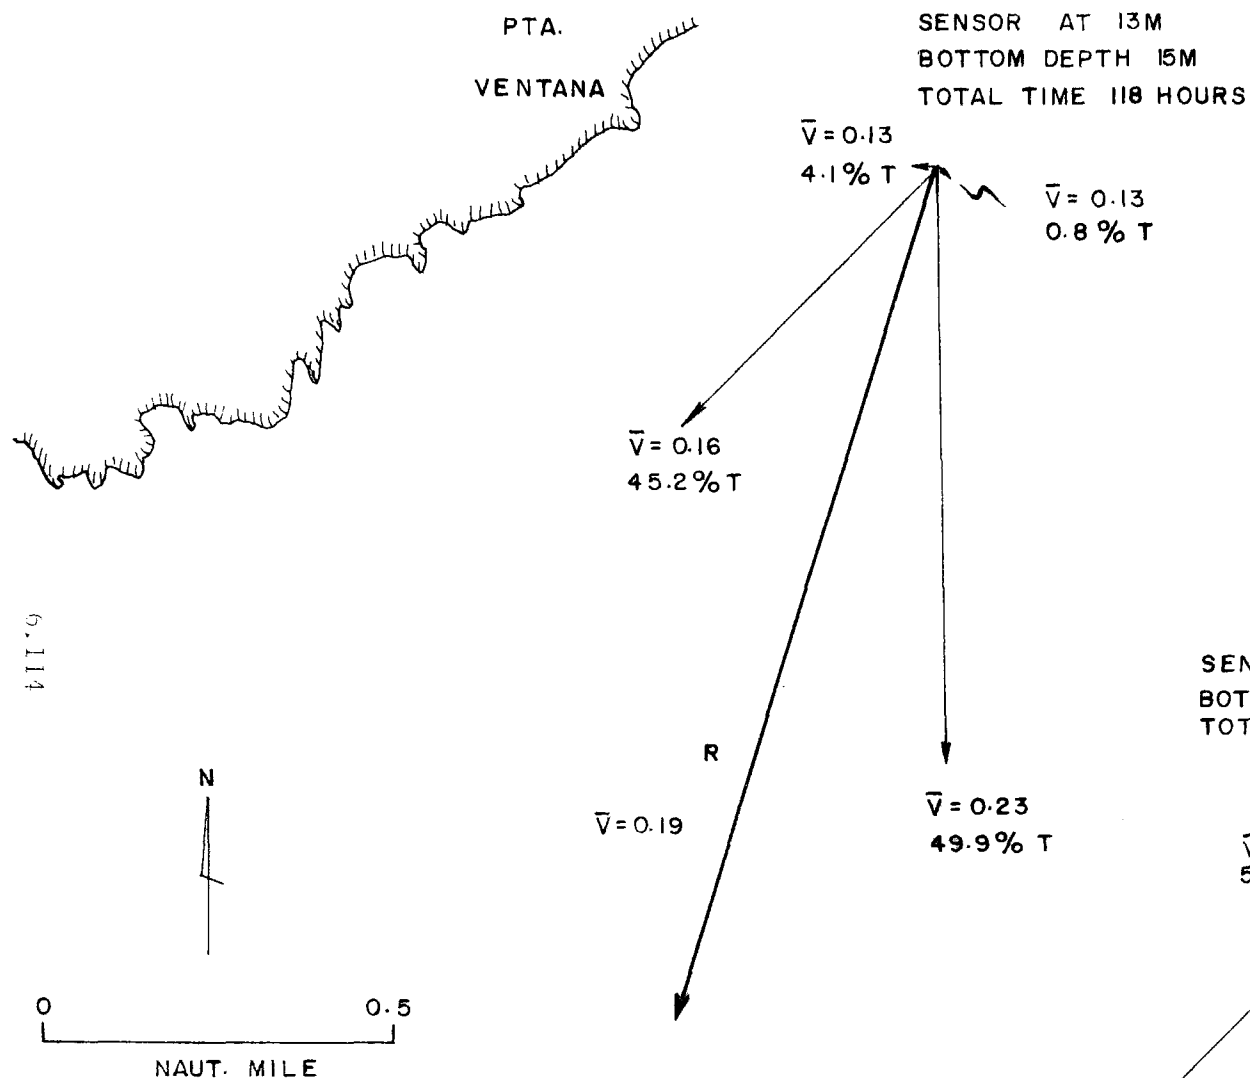 PTA.
VENTANA
SENSOR AT 13M
BOTTOM DEPTH 15M
TOTAL TIME 118 HOURS
V̅ = 0.13
4.1% T
V̅ = 0.13
0.8% T
V̅ = 0.16
45.2% T
6.114
SEN
BOT
TOT
N
R
V̅ = 0.19
V̅ = 0.23
49.9% T
V̅
5
0 0.5
NAUT. MILE